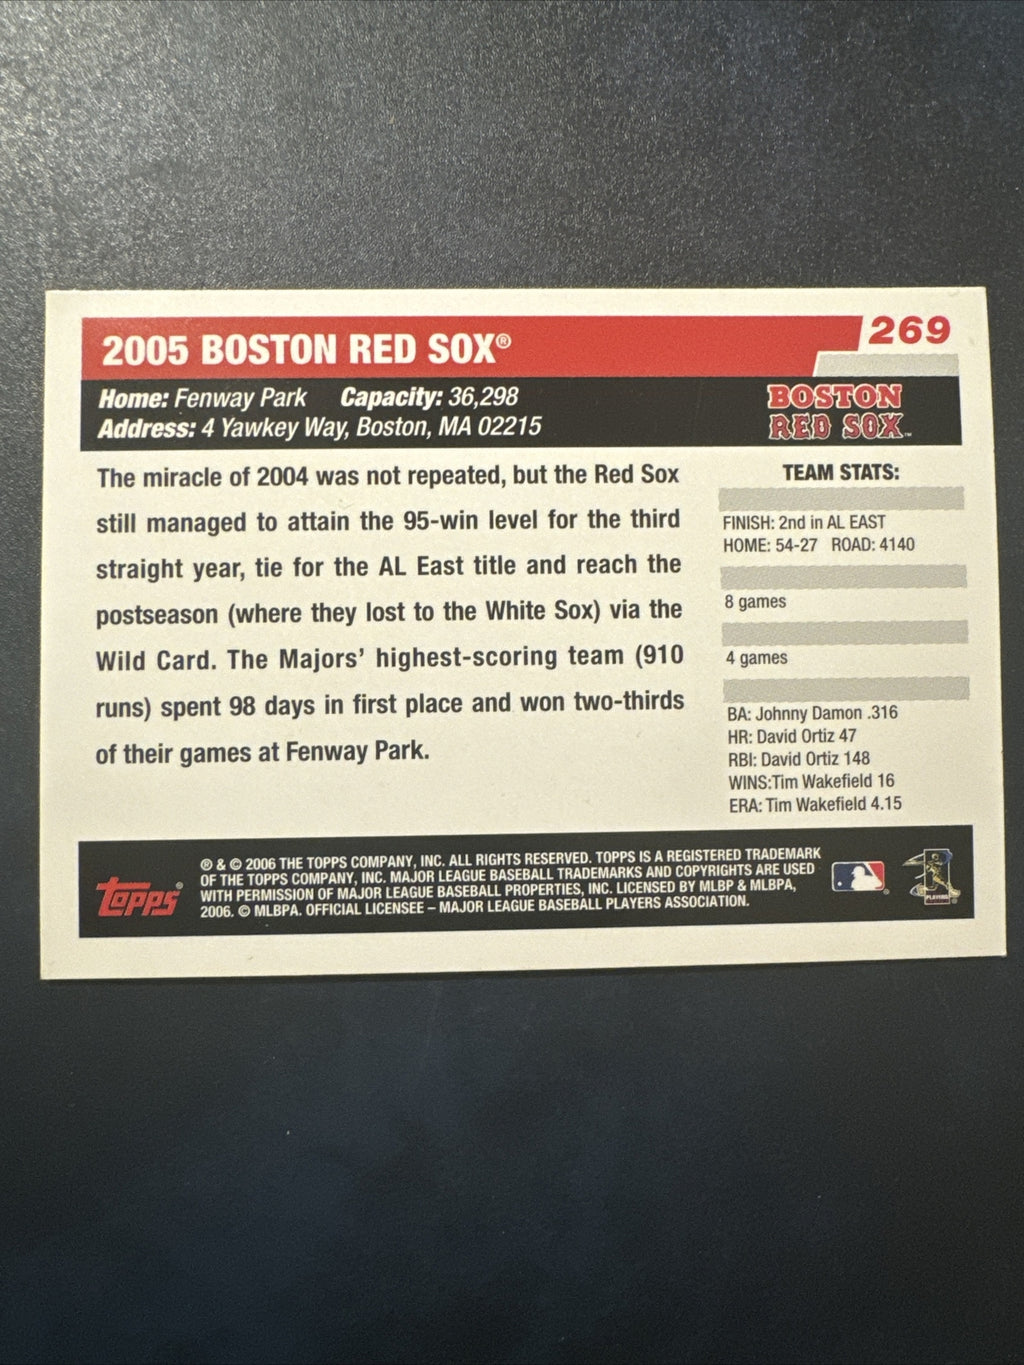 2005 BOSTON RED SOX®
269
Home: Fenway Park Capacity: 36,298
Address: 4 Yawkey Way, Boston, MA 02215
BOSTON
RED SOX™
The miracle of 2004 was not repeated, but the Red Sox
still managed to attain the 95-win level for the third
straight year, tie for the AL East title and reach the
postseason (where they lost to the White Sox) via the
Wild Card. The Majors’ highest-scoring team (910
runs) spent 98 days in first place and won two-thirds
of their games at Fenway Park.
TEAM STATS:
FINISH: 2nd in AL EAST
HOME: 54-27 ROAD: 4140
8 games
4 games
BA: Johnny Damon .316
HR: David Ortiz 47
RBI: David Ortiz 148
WINS:Tim Wakefield 16
ERA: Tim Wakefield 4.15
Topps®
® & © 2006 THE TOPPS COMPANY, INC. ALL RIGHTS RESERVED. TOPPS IS A REGISTERED TRADEMARK
OF THE TOPPS COMPANY, INC. MAJOR LEAGUE BASEBALL TRADEMARKS AND COPYRIGHTS ARE USED
WITH PERMISSION OF MAJOR LEAGUE BASEBALL PROPERTIES, INC. LICENSED BY MLBP & MLBPA,
2006. © MLBPA. OFFICIAL LICENSEE – MAJOR LEAGUE BASEBALL PLAYERS ASSOCIATION.
PLAYERS